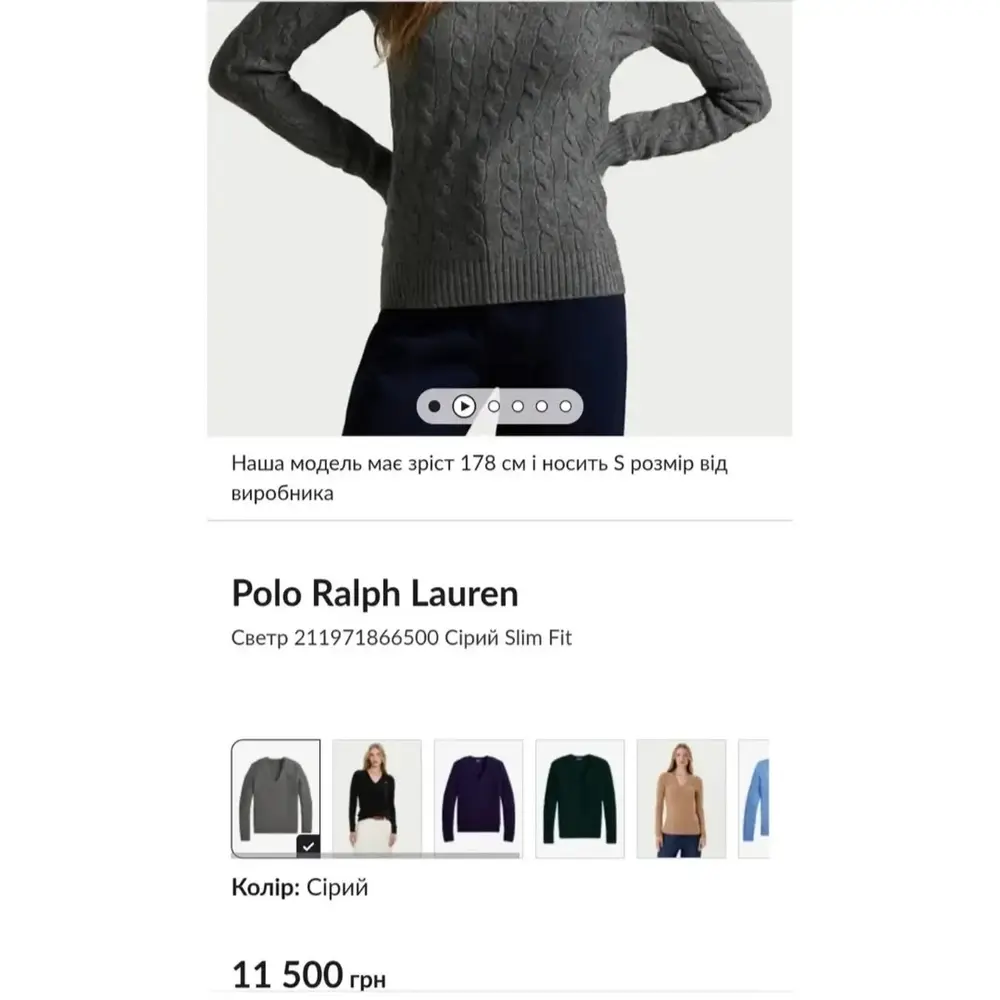 Наша модель має зріст 178 см і носить S розмір від
виробника
Polo Ralph Lauren
Светр 211971866500 Сірий Slim Fit
Колір: Сірий
11 500 грн